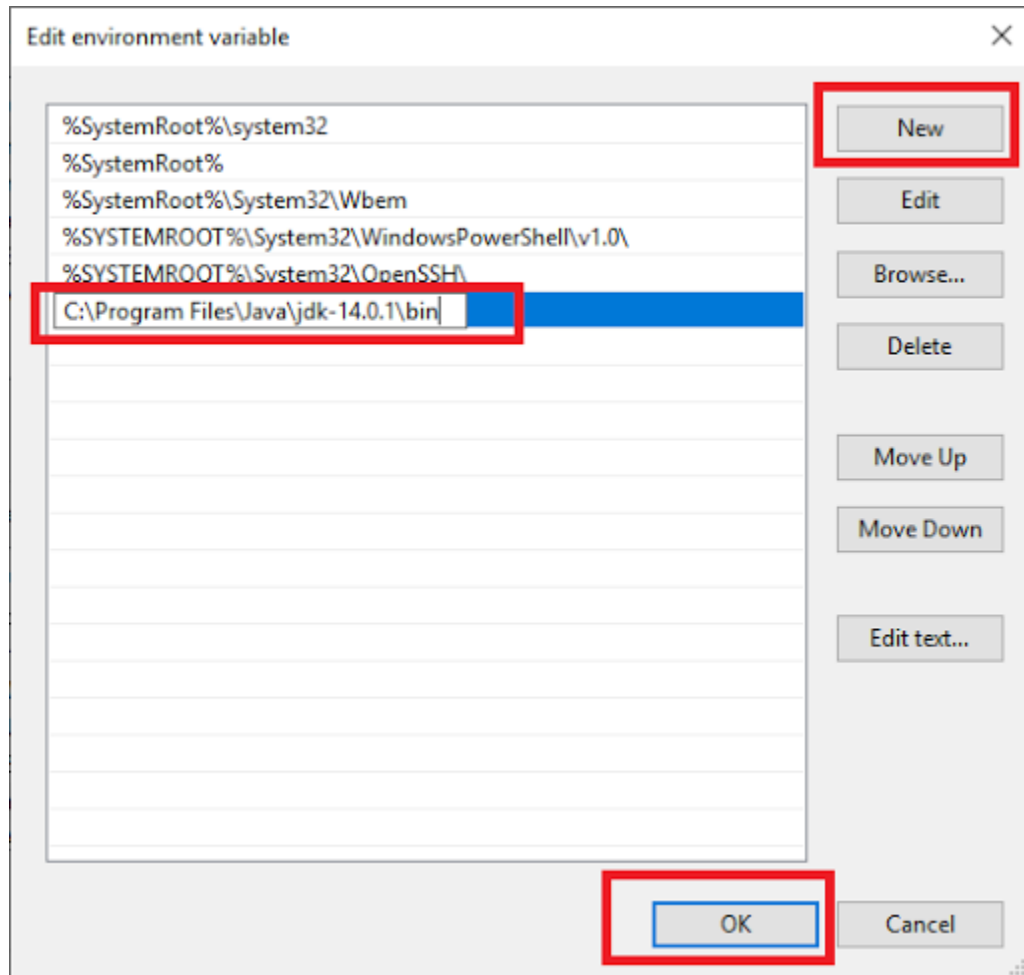 Edit environment variable
%SystemRoot%\system32
%SystemRoot%
%SystemRoot%\System32\Wbem
%SYSTEMROOT%\System32\WindowsPowerShell\v1.0\
%SYSTEMROOT%\System32\OpenSSH\
C:\Program Files\Java\jdk-14.0.1\bin
New
Edit
Browse...
Delete
Move Up
Move Down
Edit text...
OK
Cancel